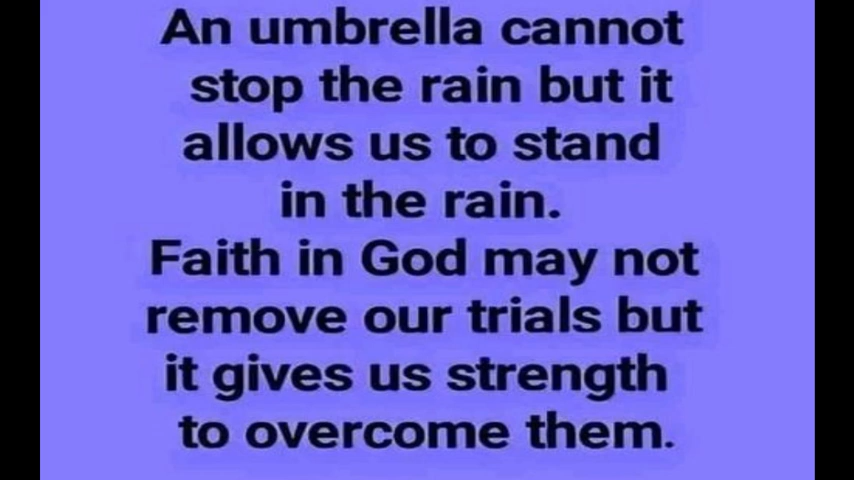 An umbrella cannot
stop the rain but it
allows us to stand
in the rain.
Faith in God may not
remove our trials but
it gives us strength
to overcome them.